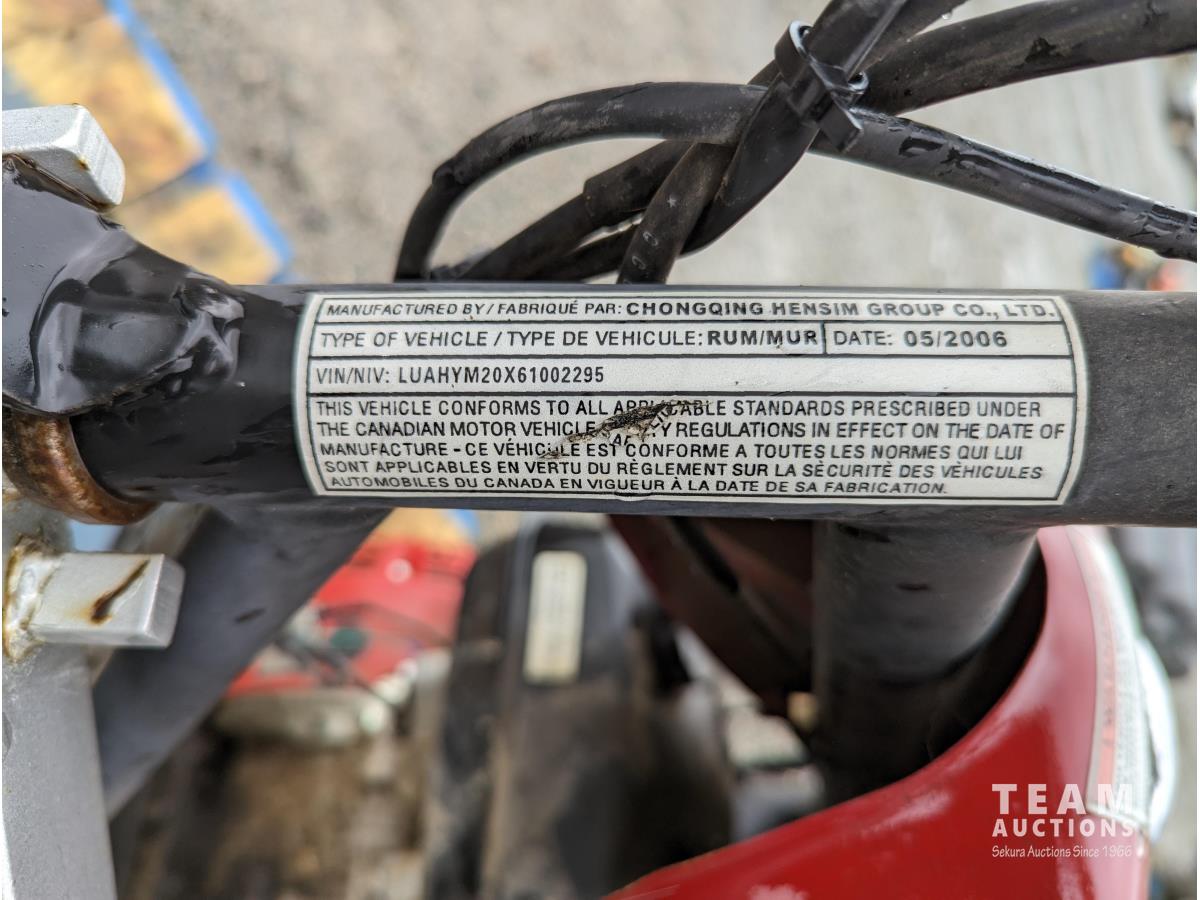 MANUFACTURED BY / FABRIQUÉ PAR: CHONGQING HENSIM GROUP CO., LTD.
TYPE OF VEHICLE / TYPE DE VEHICULE: RUM/MUR DATE: 05/2006
VIN/NIV: LUAHYM20X61002295
THIS VEHICLE CONFORMS TO ALL APPLICABLE STANDARDS PRESCRIBED UNDER
THE CANADIAN MOTOR VEHICLE REGULATIONS IN EFFECT ON THE DATE OF
MANUFACTURE - CE VÉHICULE EST CONFORME A TOUTES LES NORMES QUI LUI
SONT APPLICABLES EN VERTU DU RÈGLEMENT SUR LA SÈCURITÉ DES VÈHICULES
AUTOMOBILES DU CANADA EN VIGUEUR À LA DATE DE SA FABRICATION.
TEAM
AUCTIONS
Sekura Auctions Since 1966